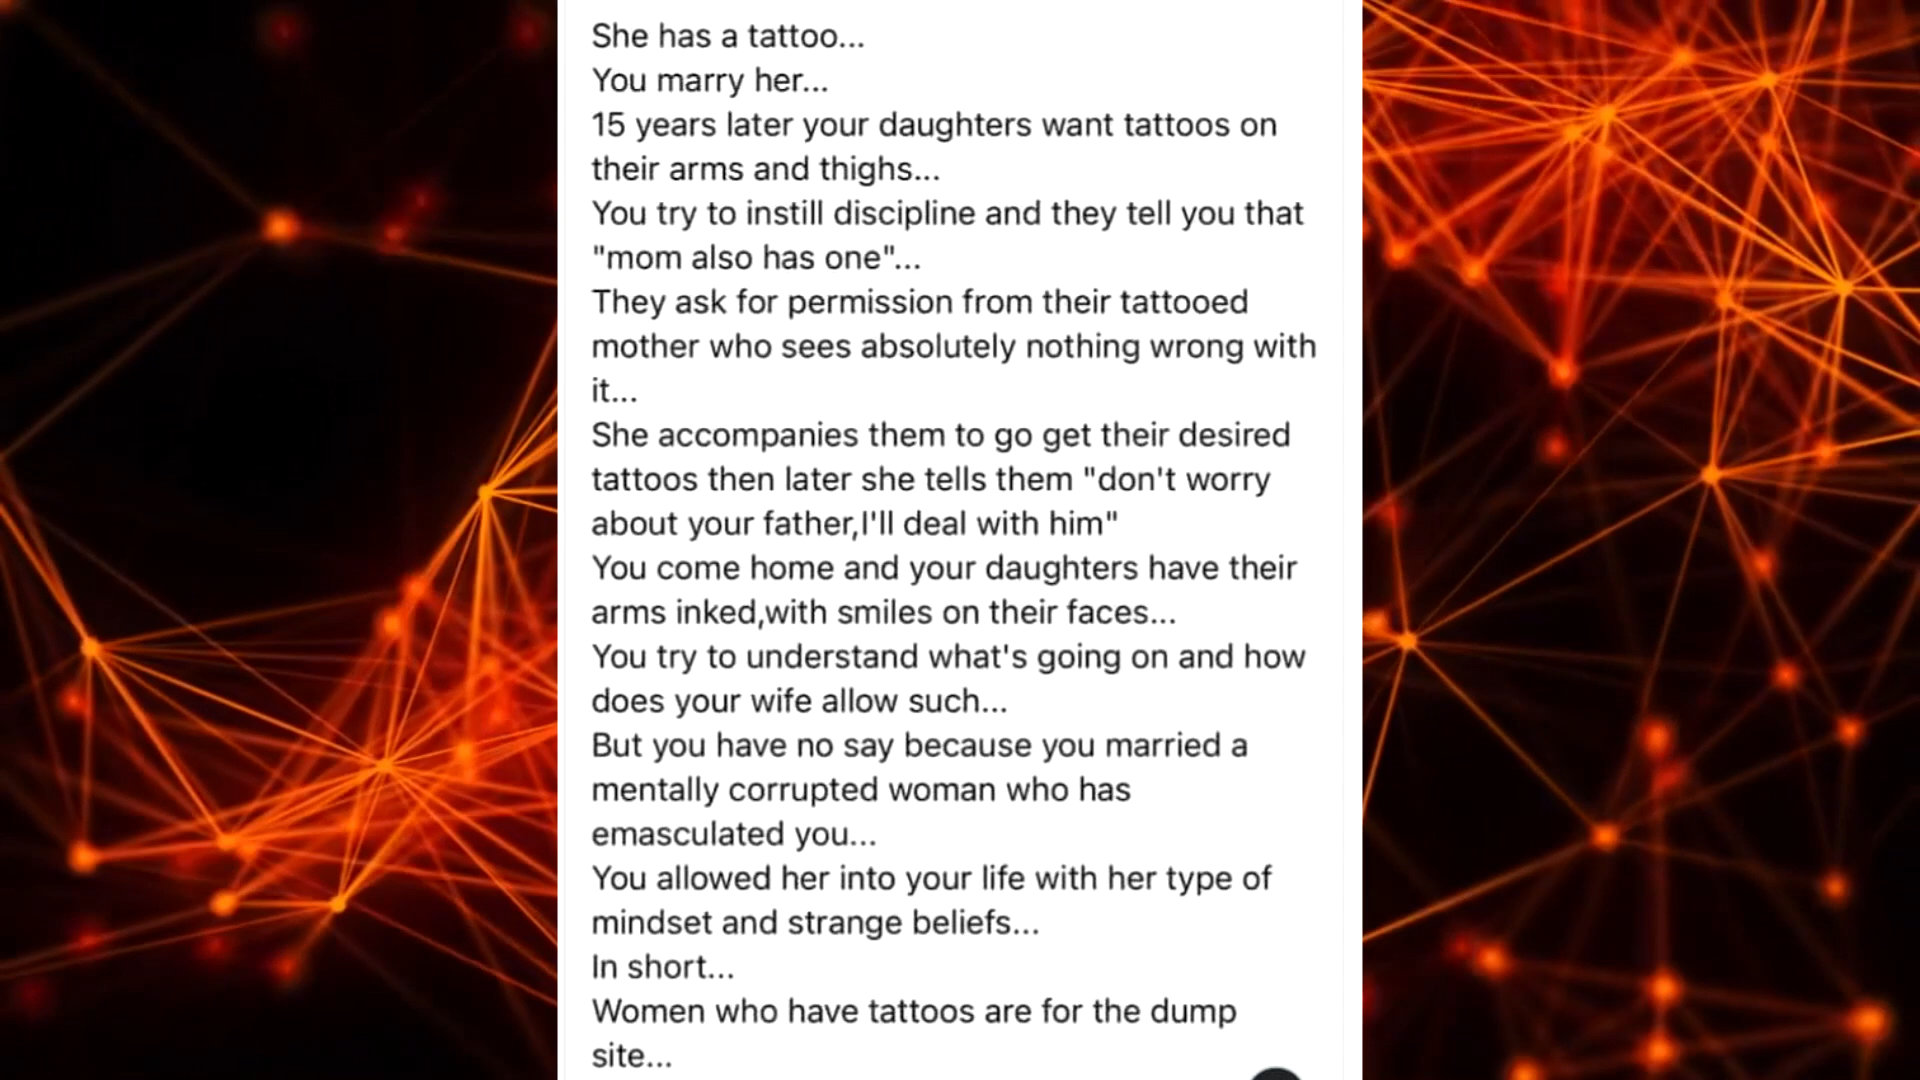 She has a tattoo...
You marry her...
15 years later your daughters want tattoos on
their arms and thighs...
You try to instill discipline and they tell you that
"mom also has one"...
They ask for permission from their tattooed
mother who sees absolutely nothing wrong with
it...
She accompanies them to go get their desired
tattoos then later she tells them "don't worry
about your father,I'll deal with him"
You come home and your daughters have their
arms inked,with smiles on their faces...
You try to understand what's going on and how
does your wife allow such...
But you have no say because you married a
mentally corrupted woman who has
emasculated you...
You allowed her into your life with her type of
mindset and strange beliefs...
In short...
Women who have tattoos are for the dump
site...